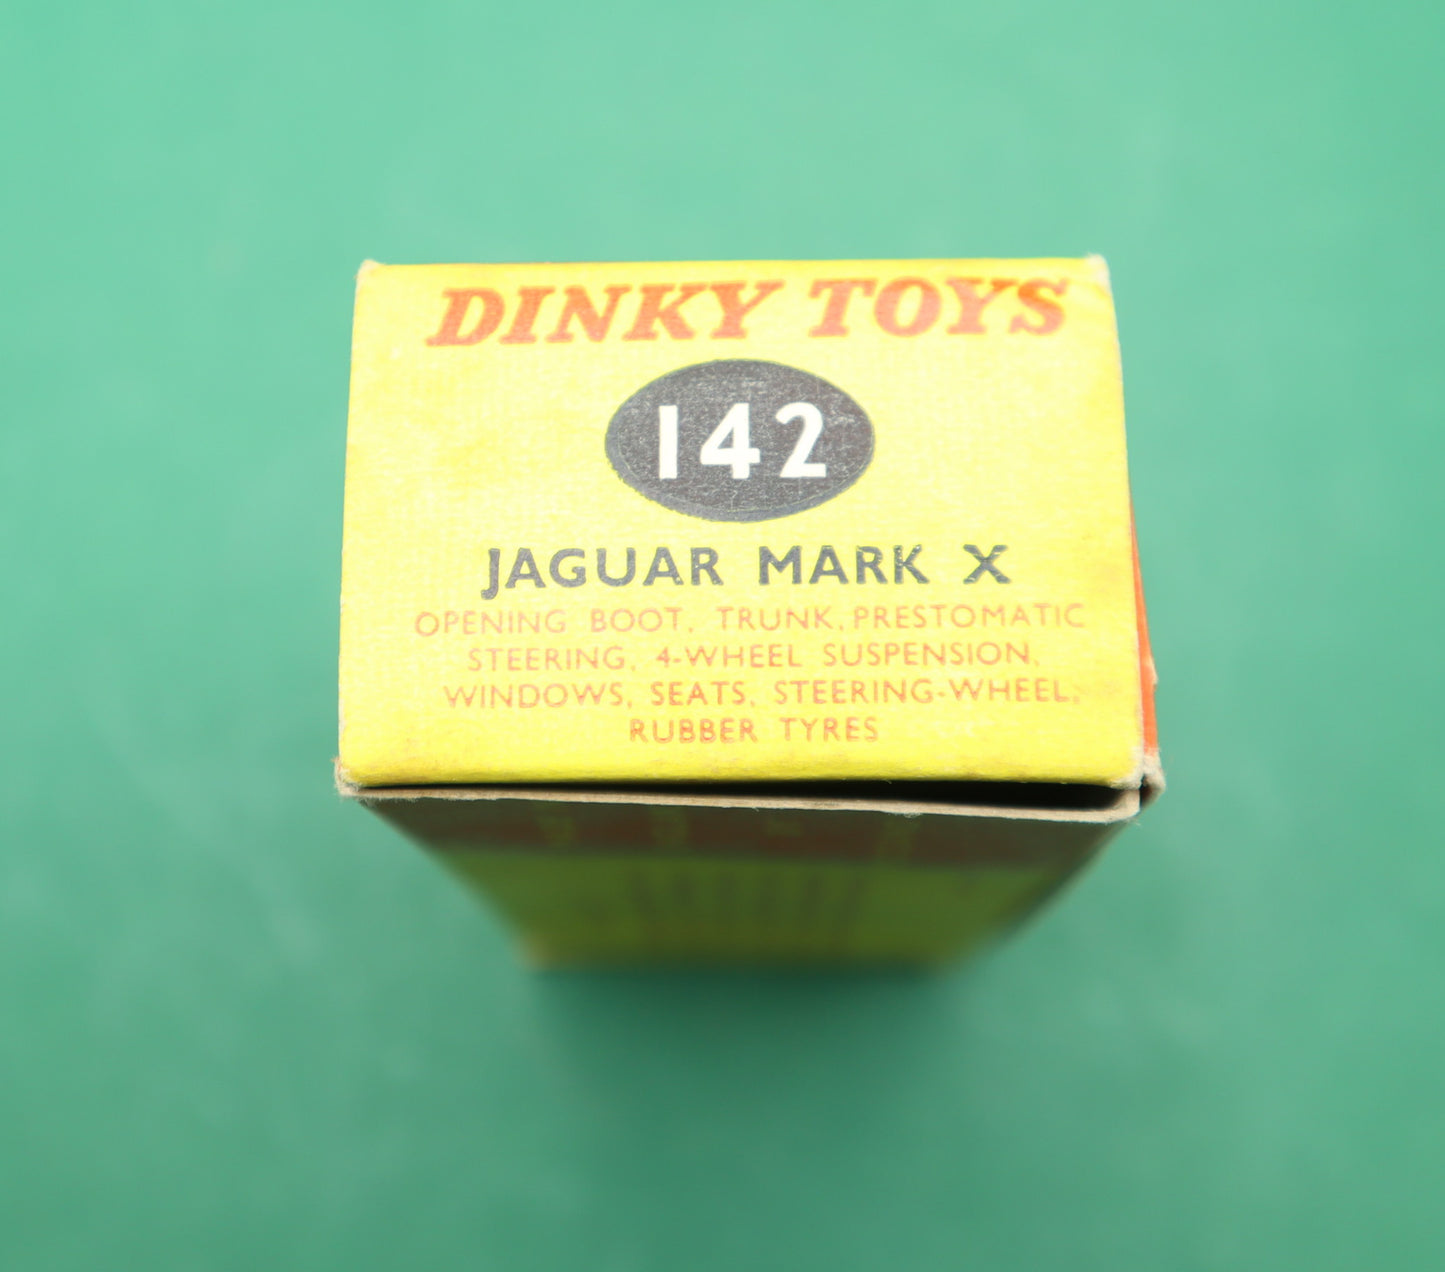 DINKY TOYS
142
JAGUAR MARK X
OPENING BOOT, TRUNK, PRESTOMATIC
STEERING, 4-WHEEL SUSPENSION,
WINDOWS, SEATS, STEERING-WHEEL,
RUBBER TYRES